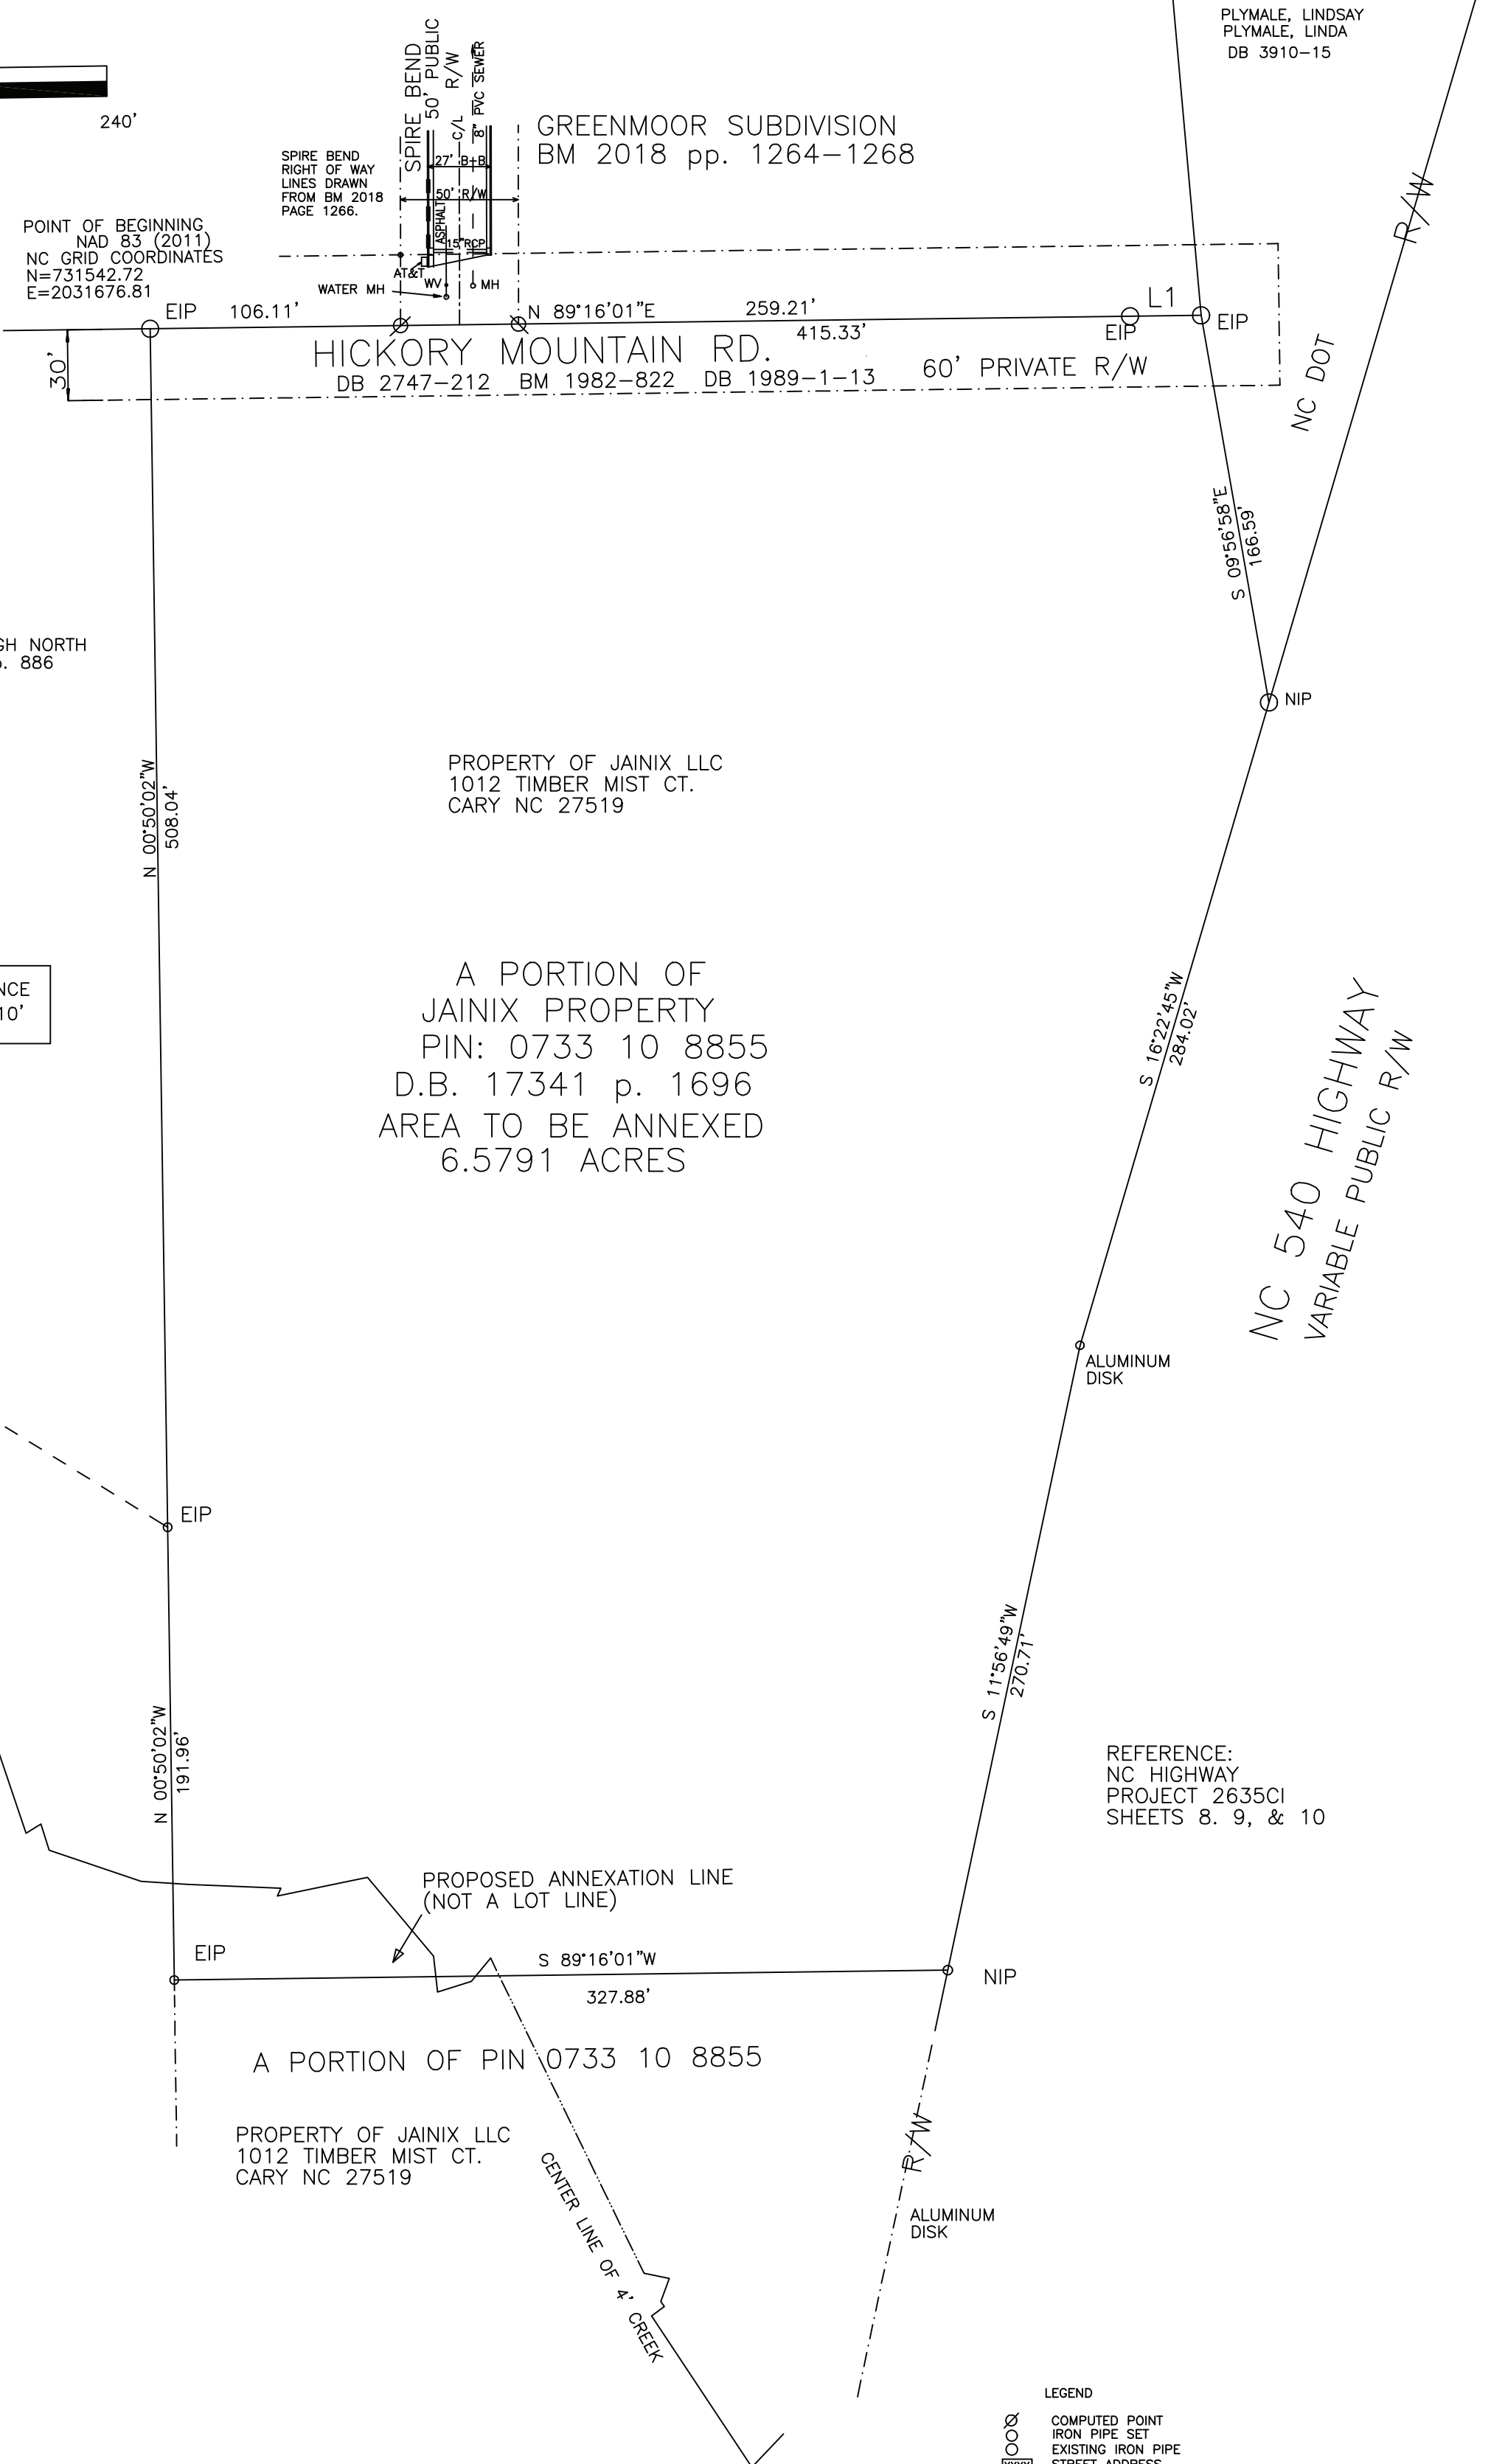 PLYMALE, LINDSAY
PLYMALE, LINDA
DB 3910-15
240'
SPIRE BEND
50' PUBLIC
R/W
C/L
8" PVC SEWER
GREENMOOR SUBDIVISION
BM 2018 pp. 1264-1268
SPIRE BEND
RIGHT OF WAY
LINES DRAWN
FROM BM 2018
PAGE 1266.
27' B+B
50' R/W
ASPHALT
15"RCP
AT&T
WV
MH
WATER MH
POINT OF BEGINNING
NAD 83 (2011)
NC GRID COORDINATES
N=731542.72
E=2031676.81
EIP
106.11'
N 89°16'01"E
259.21'
415.33'
L1
EIP
EIP
30'
HICKORY MOUNTAIN RD.
DB 2747-212 BM 1982-822 DB 1989-1-13
60' PRIVATE R/W
R/W
NC DOT
S 09°56'58"E
166.59'
NIP
GH NORTH
886
N 00°50'02"W
508.04'
PROPERTY OF JAINIX LLC
1012 TIMBER MIST CT.
CARY NC 27519
NCE
10'
A PORTION OF
JAINIX PROPERTY
PIN: 0733 10 8855
D.B. 17341 p. 1696
AREA TO BE ANNEXED
6.5791 ACRES
S 16°22'45"W
284.02'
NC 540 HIGHWAY
VARIABLE PUBLIC R/W
ALUMINUM
DISK
EIP
S 11°56'49"W
270.71'
N 00°50'02"W
191.96'
REFERENCE:
NC HIGHWAY
PROJECT 2635CI
SHEETS 8. 9, & 10
PROPOSED ANNEXATION LINE
(NOT A LOT LINE)
EIP
S 89°16'01"W
327.88'
NIP
A PORTION OF PIN 0733 10 8855
PROPERTY OF JAINIX LLC
1012 TIMBER MIST CT.
CARY NC 27519
CENTER LINE OF 4' CREEK
R/W
ALUMINUM
DISK
LEGEND
COMPUTED POINT
IRON PIPE SET
EXISTING IRON PIPE
STREET ADDRESS